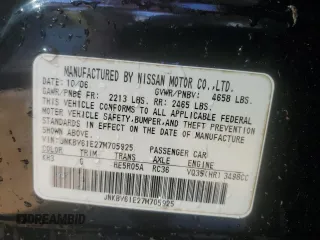 MANUFACTURED BY NISSAN MOTOR CO.,LTD.
10/06 GVWR/PNBV: 4658 LBS.
GAWR/PNBE FR: 2213 LBS. RR: 2465 LBS.
THIS VEHICLE CONFORMS TO ALL APPLICABLE FEDERAL
MOTOR VEHICLE SAFETY, BUMPER, AND THEFT PREVENTION
STANDARDS IN EFFECT ON THE DATE OF MANUFACTURE
SHOWN ABOVE.
VIN: JNKBV61E27M705925 PASSENGER CAR
COLOR TRIM TRANS AXLE ENGINE
KH3 G RE5R05A RC36 VQ35(HR) 3498CC
JNKBV61E27M705925